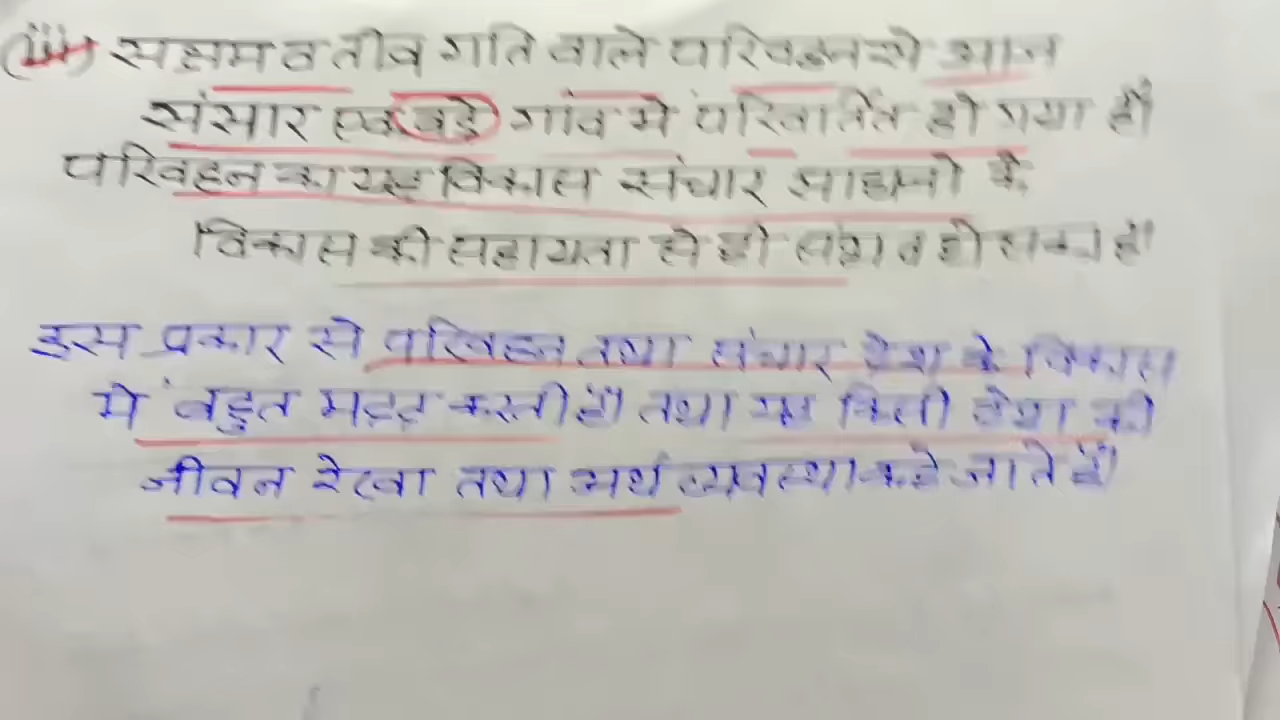 (iii) सक्षम व तीव्र गति वाले परिवहन से आज
संसार एक बड़े गांव मे परिवर्तित हो गया है।
परिवहन का यह विकास संचार साधनो के
विकास की सहायता से ही संभव हो सका है।
इस प्रकार से परिवहन तथा संचार देश के विकास
में बहुत मदद करती हैं। तथा यह किसी देश की
जीवन रेखा तथा अर्थ व्यवस्था कहे जाते हैं।